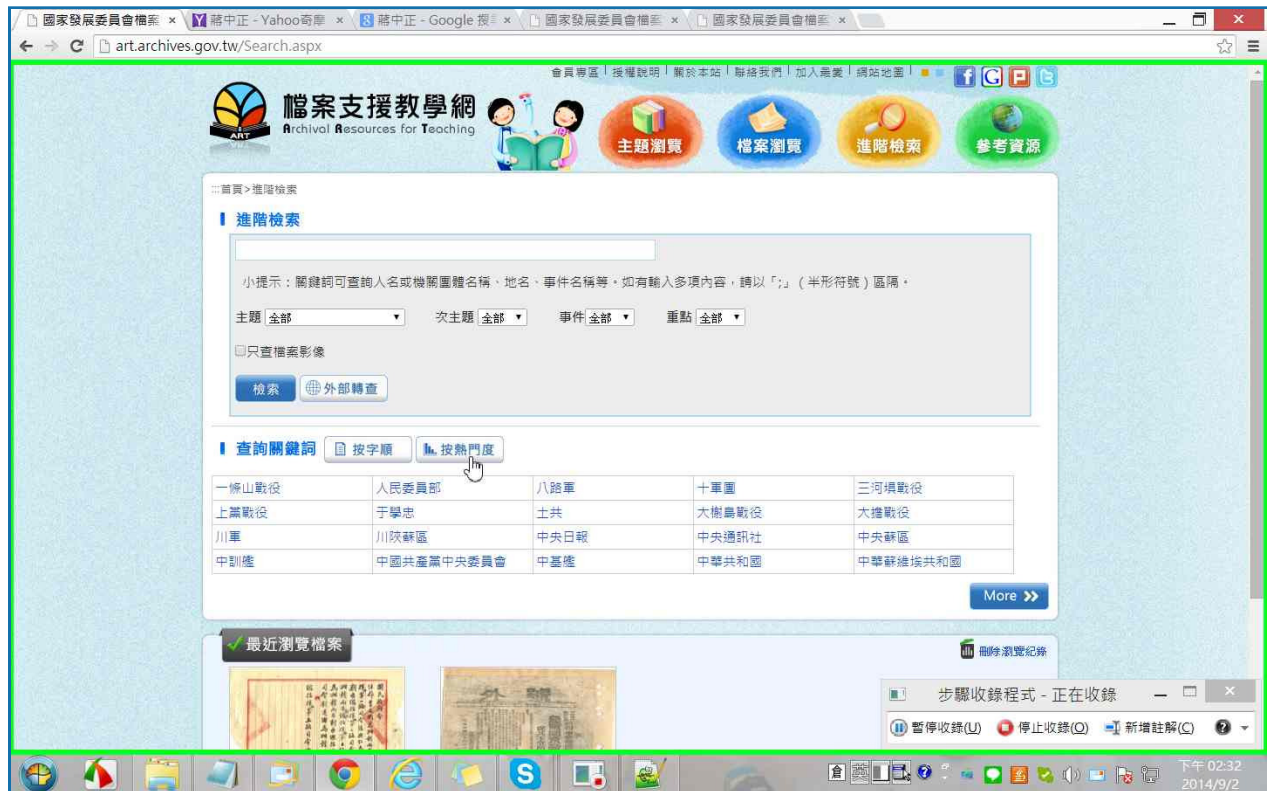 國家發展委員會檔案 蔣中正 - Yahoo奇摩 蔣中正 - Google 搜 國家發展委員會檔案 國家發展委員會檔案
art.archives.gov.tw/Search.aspx
會員專區 授權說明 關於本站 聯絡我們 加入最愛 網站地圖
檔案支援教學網
Archival Resources for Teaching
ART
主題瀏覽 檔案瀏覽 進階檢索 參考資源
:::首頁>進階檢索
進階檢索
小提示：關鍵詞可查詢人名或機關團體名稱、地名、事件名稱等。如有輸入多項內容，請以「;」(半形符號)區隔。
主題 全部 次主題 全部 事件 全部 重點 全部
只查檔案影像
檢索 外部轉查
查詢關鍵詞 按字順 按熱門度
一條山戰役 人民委員部 八路軍 十軍團 三河壩戰役
上黨戰役 于學忠 土共 大樹島戰役 大擔戰役
川軍 川陝蘇區 中央日報 中央通訊社 中央蘇區
中訓艦 中國共產黨中央委員會 中基艦 中華共和國 中華蘇維埃共和國
More
最近瀏覽檔案
刪除瀏覽紀錄
步驟收錄程式 - 正在收錄
暫停收錄(U) 停止收錄(O) 新增註解(C)
倉 英
下午 02:32
2014/9/2